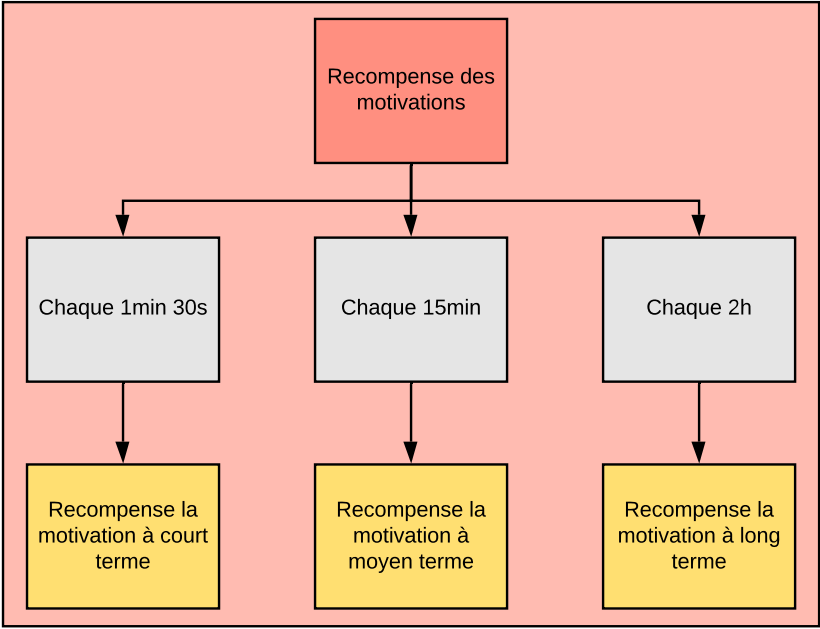 Recompense des
motivations
Chaque 1min 30s
Chaque 15min
Chaque 2h
Recompense la
motivation à court
terme
Recompense la
motivation à
moyen terme
Recompense la
motivation à long
terme